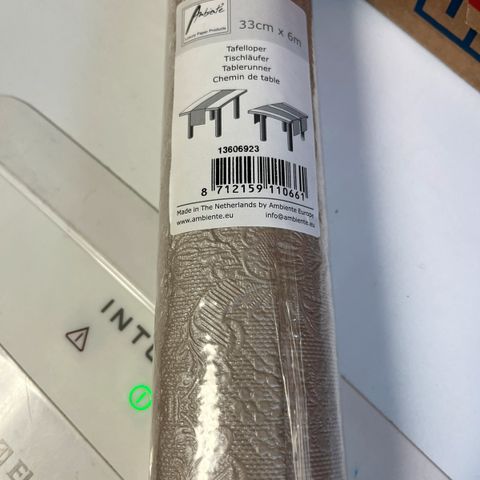 Ambiente
33cm x 6m
Tafelloper
Tischläufer
Tablerunner
Chemin de table
13606923
8 712159 110661
Made in The Netherlands by Ambiente Europe
www.ambiente.eu info@ambiente.eu
INT